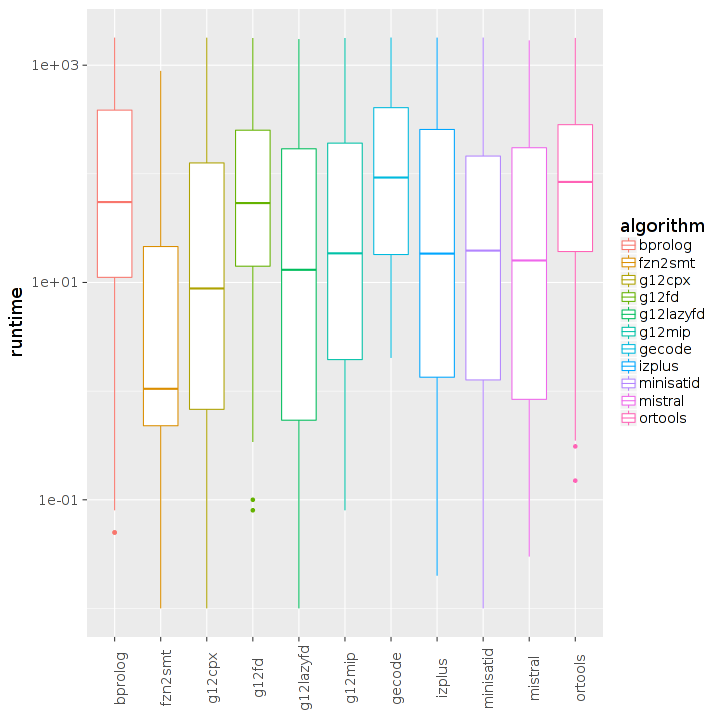 1e+03
1e+01
1e-01
runtime
bprolog
fzn2smt
g12cpx
g12fd
g12lazyfd
g12mip
gecode
izplus
minisatid
mistral
ortools
algorithm
bprolog
fzn2smt
g12cpx
g12fd
g12lazyfd
g12mip
gecode
izplus
minisatid
mistral
ortools